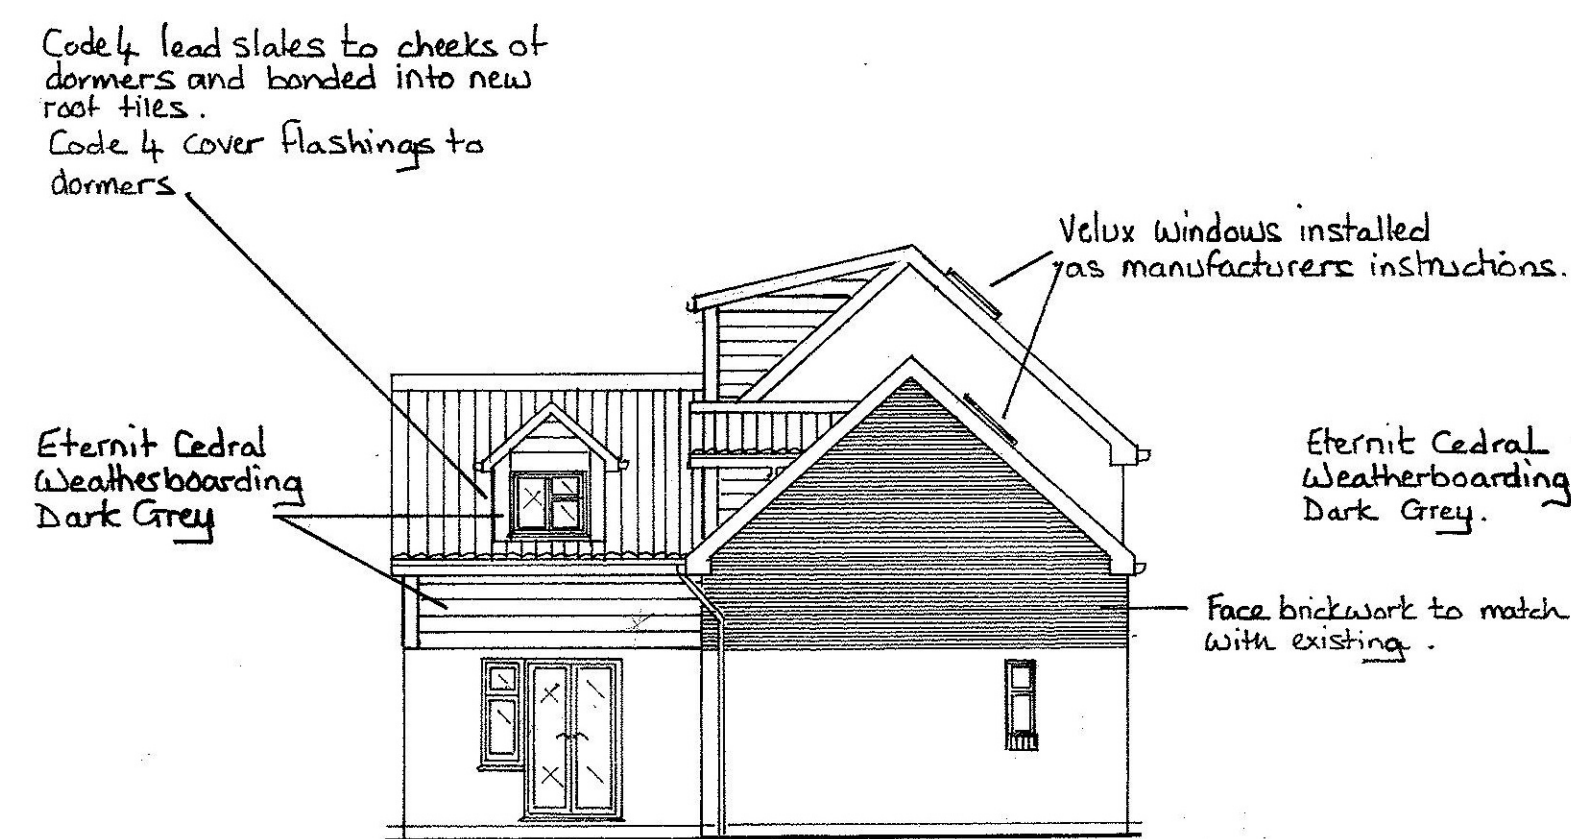 Code 4 lead slates to cheeks of
dormers and bonded into new
roof tiles.
Code 4 cover flashings to
dormers
Velux windows installed
as manufacturers instructions.
Eternit Cedral
Weatherboarding
Dark Grey
Eternit Cedral
Weatherboarding
Dark Grey.
Face brickwork to match
with existing.